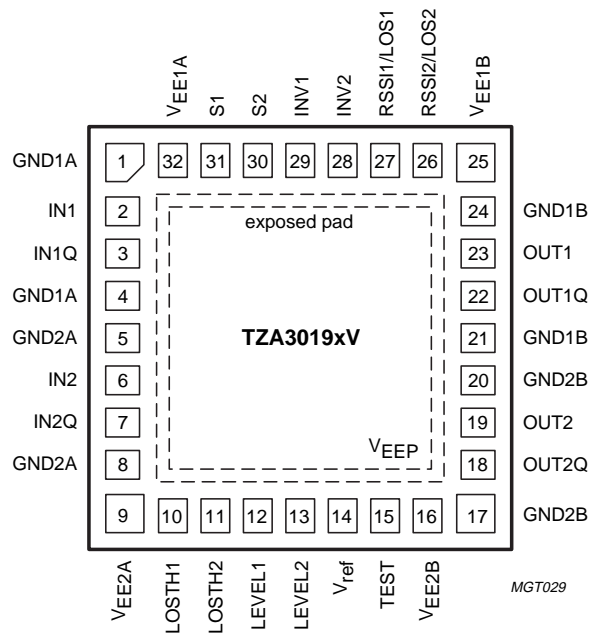 VEE1A
S1
S2
INV1
INV2
RSSI1/LOS1
RSSI2/LOS2
VEE1B
GND1A 1 32 31 30 29 28 27 26 25
IN1 2 exposed pad 24 GND1B
IN1Q 3 23 OUT1
GND1A 4 22 OUT1Q
GND2A 5 TZA3019xV 21 GND1B
IN2 6 20 GND2B
IN2Q 7 19 OUT2
GND2A 8 VEEP 18 OUT2Q
9 10 11 12 13 14 15 16 17 GND2B
VEE2A
LOSTH1
LOSTH2
LEVEL1
LEVEL2
Vref
TEST
VEE2B
MGT029